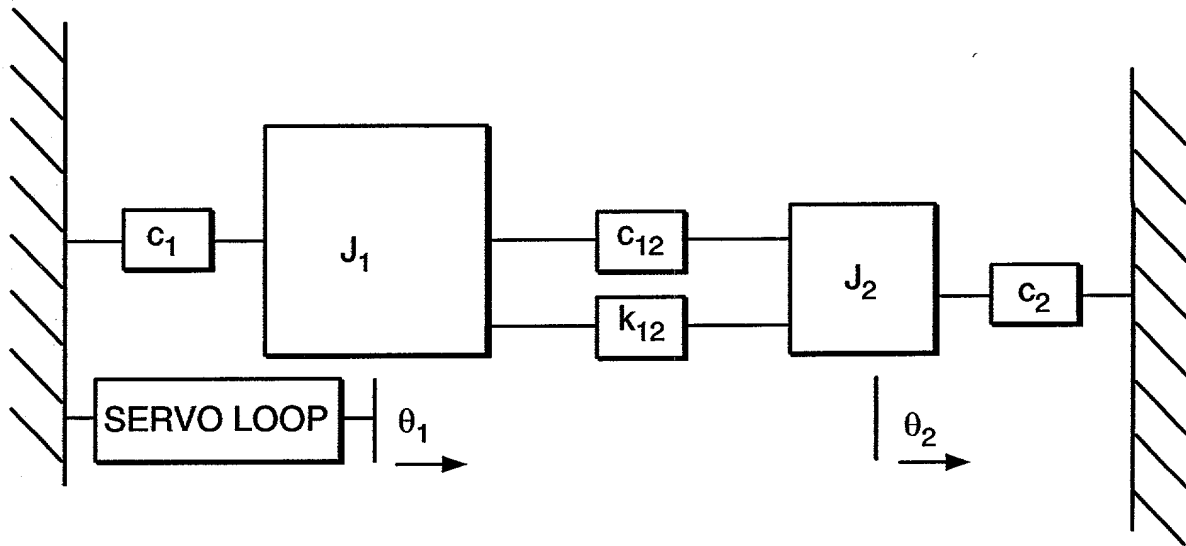 c₁
J₁
c₁₂
k₁₂
J₂
c₂
SERVO LOOP
θ₁
θ₂